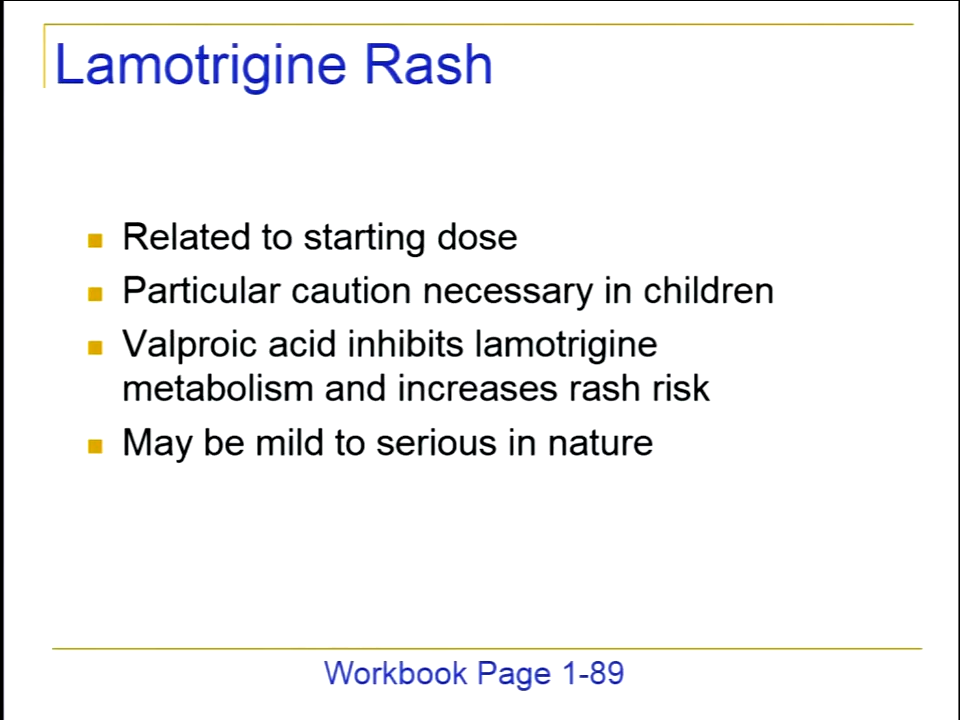 Lamotrigine Rash
Related to starting dose
Particular caution necessary in children
Valproic acid inhibits lamotrigine
metabolism and increases rash risk
May be mild to serious in nature
Workbook Page 1-89